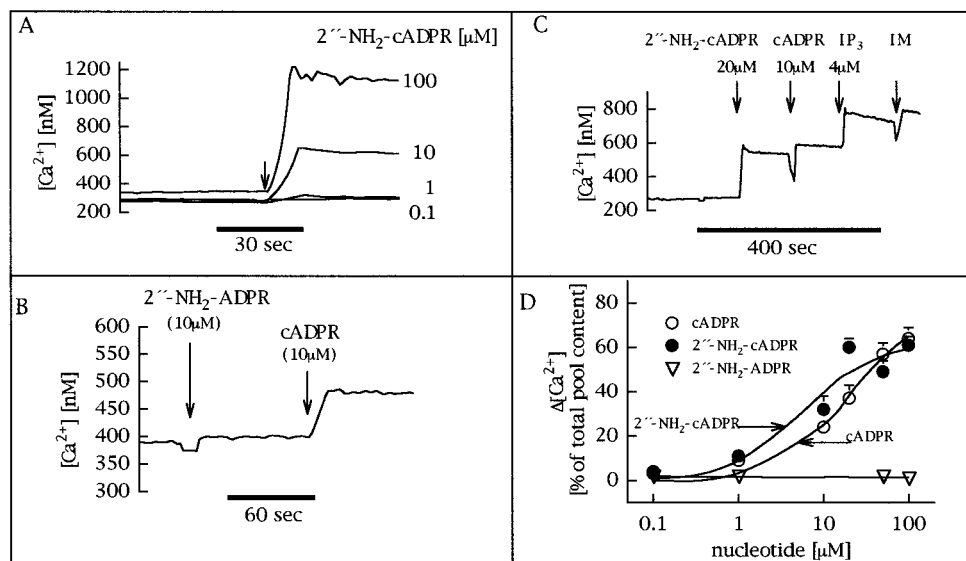 A
2´´-NH2-cADPR [µM]
1200
1000
800
600
400
200
[Ca2+] [nM]
100
10
1
0.1
30 sec
B
2´´-NH2-ADPR
(10µM)
cADPR
(10µM)
600
550
500
450
400
350
300
[Ca2+] [nM]
60 sec
C
2´´-NH2-cADPR cADPR IP3 IM
20µM 10µM 4µM
800
600
400
200
[Ca2+] [nM]
400 sec
D
80
60
40
20
0
Δ[Ca2+]
[% of total pool content]
cADPR
2´´-NH2-cADPR
2´´-NH2-ADPR
2´´-NH2-cADPR
cADPR
0.1 1 10 100
nucleotide [µM]